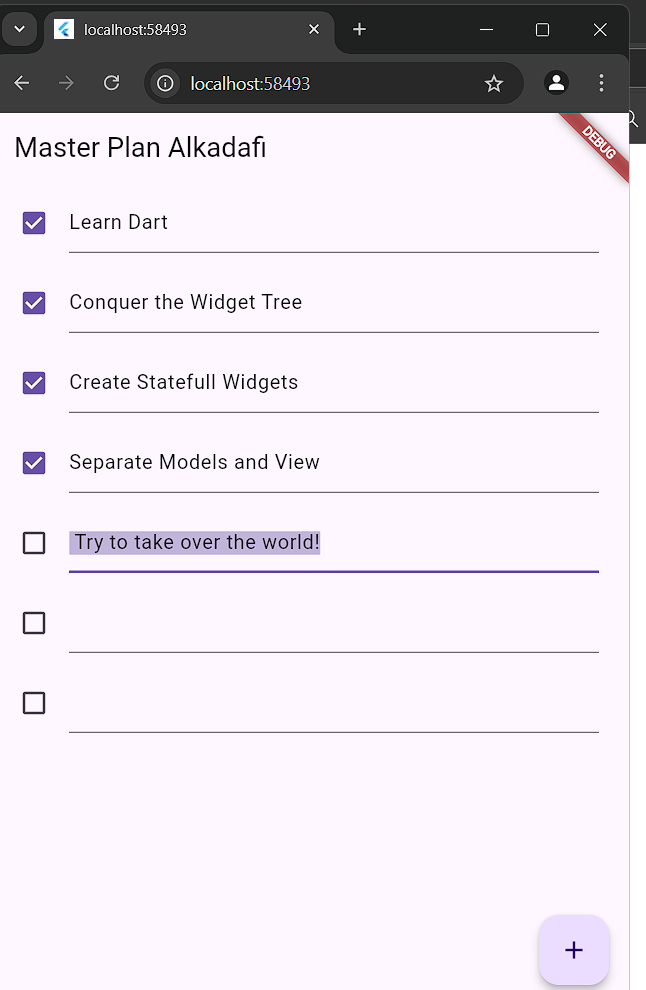 localhost:58493
localhost:58493
Master Plan Alkadafi
DEBUG
Learn Dart
Conquer the Widget Tree
Create Statefull Widgets
Separate Models and View
Try to take over the world!